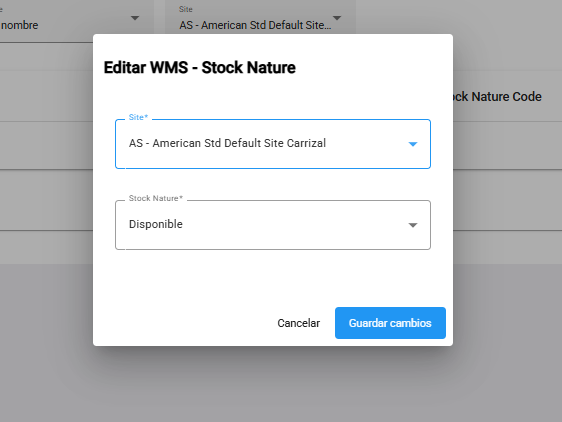 Site
nombre
AS - American Std Default Site...
Editar WMS - Stock Nature
Nature Code
Site*
AS - American Std Default Site Carrizal
Stock Nature*
Disponible
Cancelar
Guardar cambios